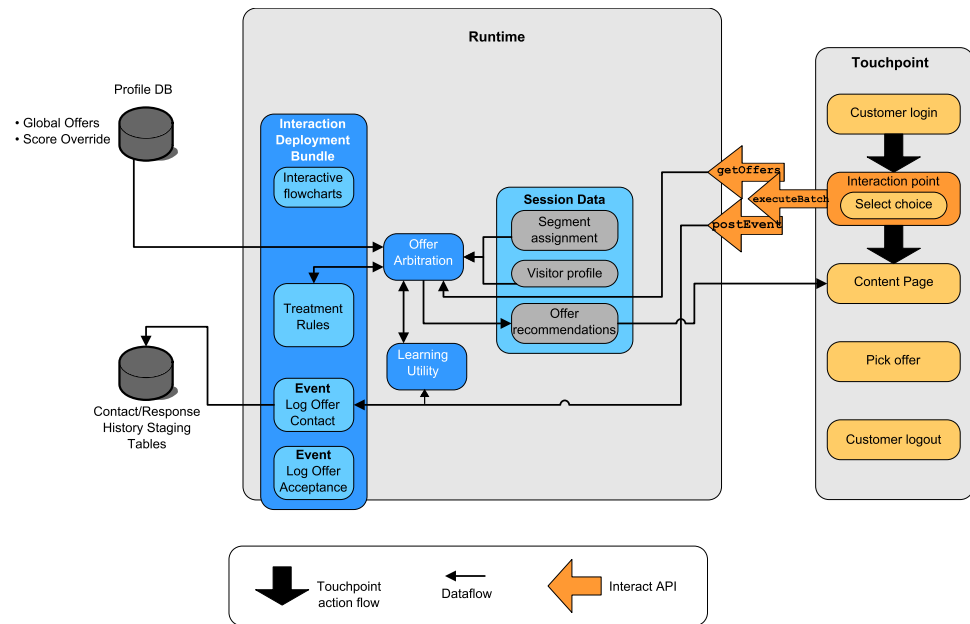 Runtime
Profile DB
• Global Offers
• Score Override
Interaction
Deployment
Bundle
Interactive
flowcharts
Treatment
Rules
Event
Log Offer
Contact
Event
Log Offer
Acceptance
Contact/Response
History Staging
Tables
Offer
Arbitration
Learning
Utility
Session Data
Segment
assignment
Visitor profile
Offer
recommendations
getOffers
executeBatch
postEvent
Touchpoint
Customer login
Interaction point
Select choice
Content Page
Pick offer
Customer logout
Touchpoint
action flow
Dataflow
Interact API